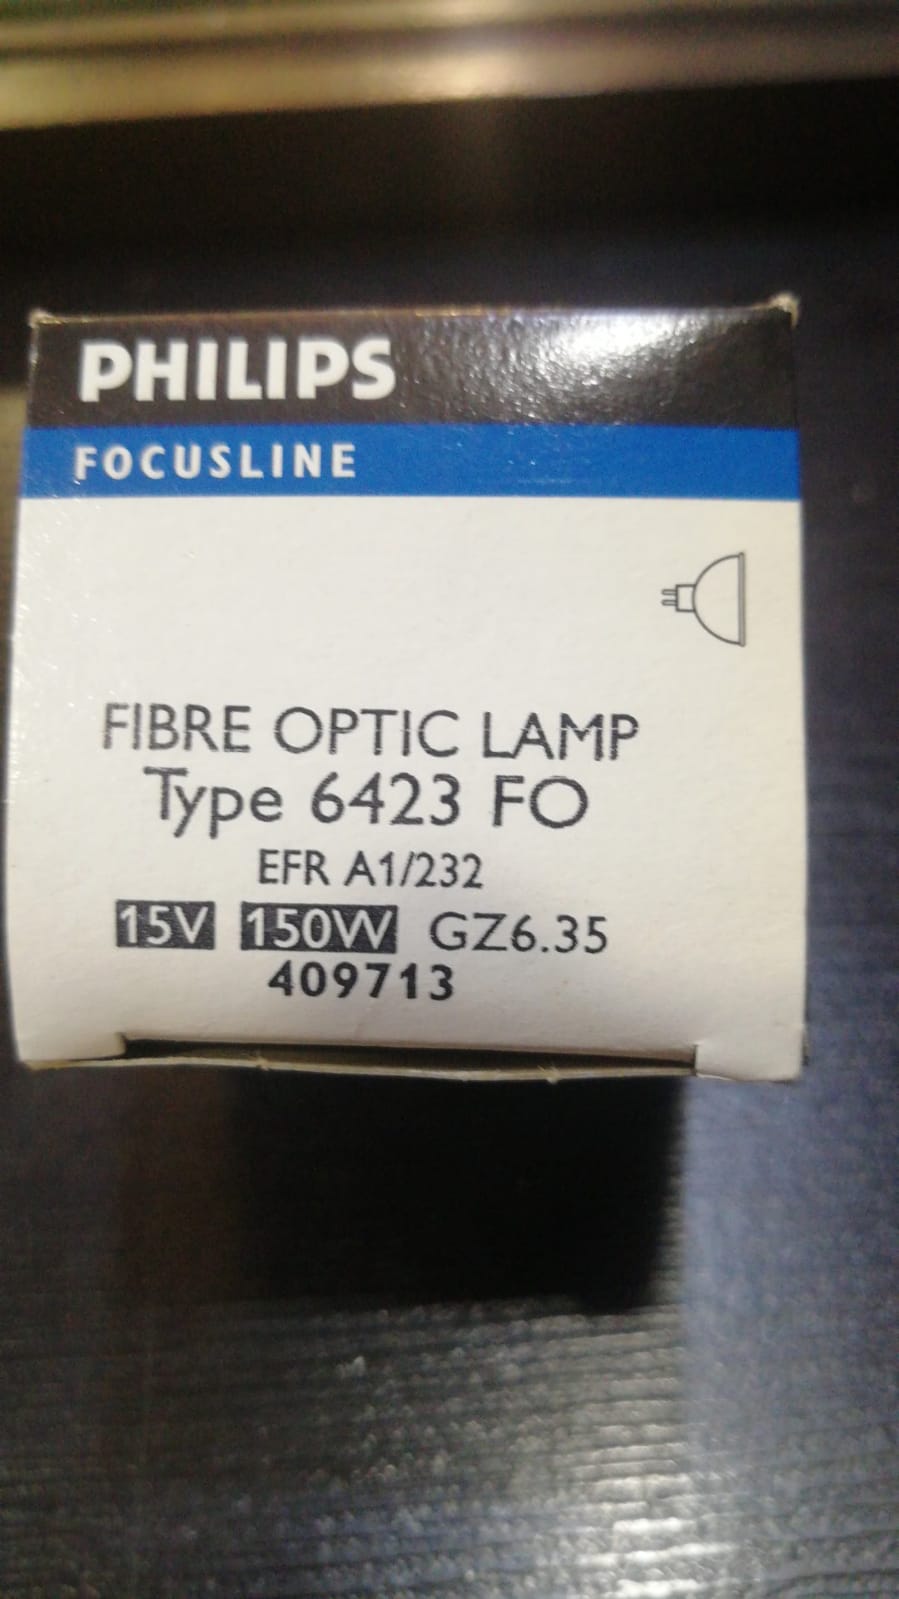 PHILIPS
FOCUSLINE
FIBRE OPTIC LAMP
Type 6423 FO
EFR A1/232
15V 150W GZ6.35
409713